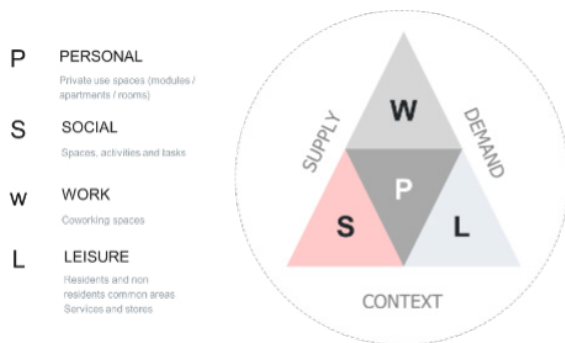 P PERSONAL
Private use spaces (modules /
apartments / rooms)
S SOCIAL
Spaces, activities and tasks
W WORK
Coworking spaces
L LEISURE
Residents and non
residents common areas
Services and stores
W
SUPPLY
DEMAND
P
S
L
CONTEXT